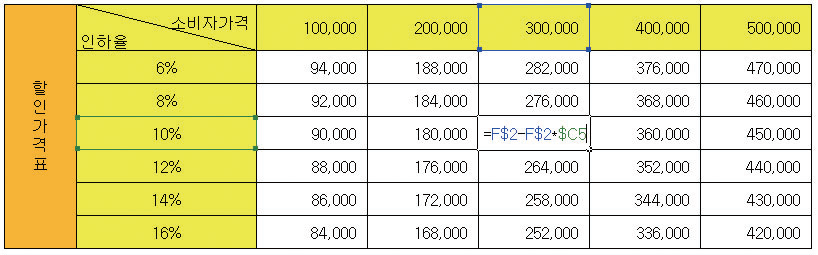 할인가격표
소비자가격
인하율
100,000 200,000 300,000 400,000 500,000
6% 94,000 188,000 282,000 376,000 470,000
8% 92,000 184,000 276,000 368,000 460,000
10% 90,000 180,000 =F$2-F$2*$C5 360,000 450,000
12% 88,000 176,000 264,000 352,000 440,000
14% 86,000 172,000 258,000 344,000 430,000
16% 84,000 168,000 252,000 336,000 420,000